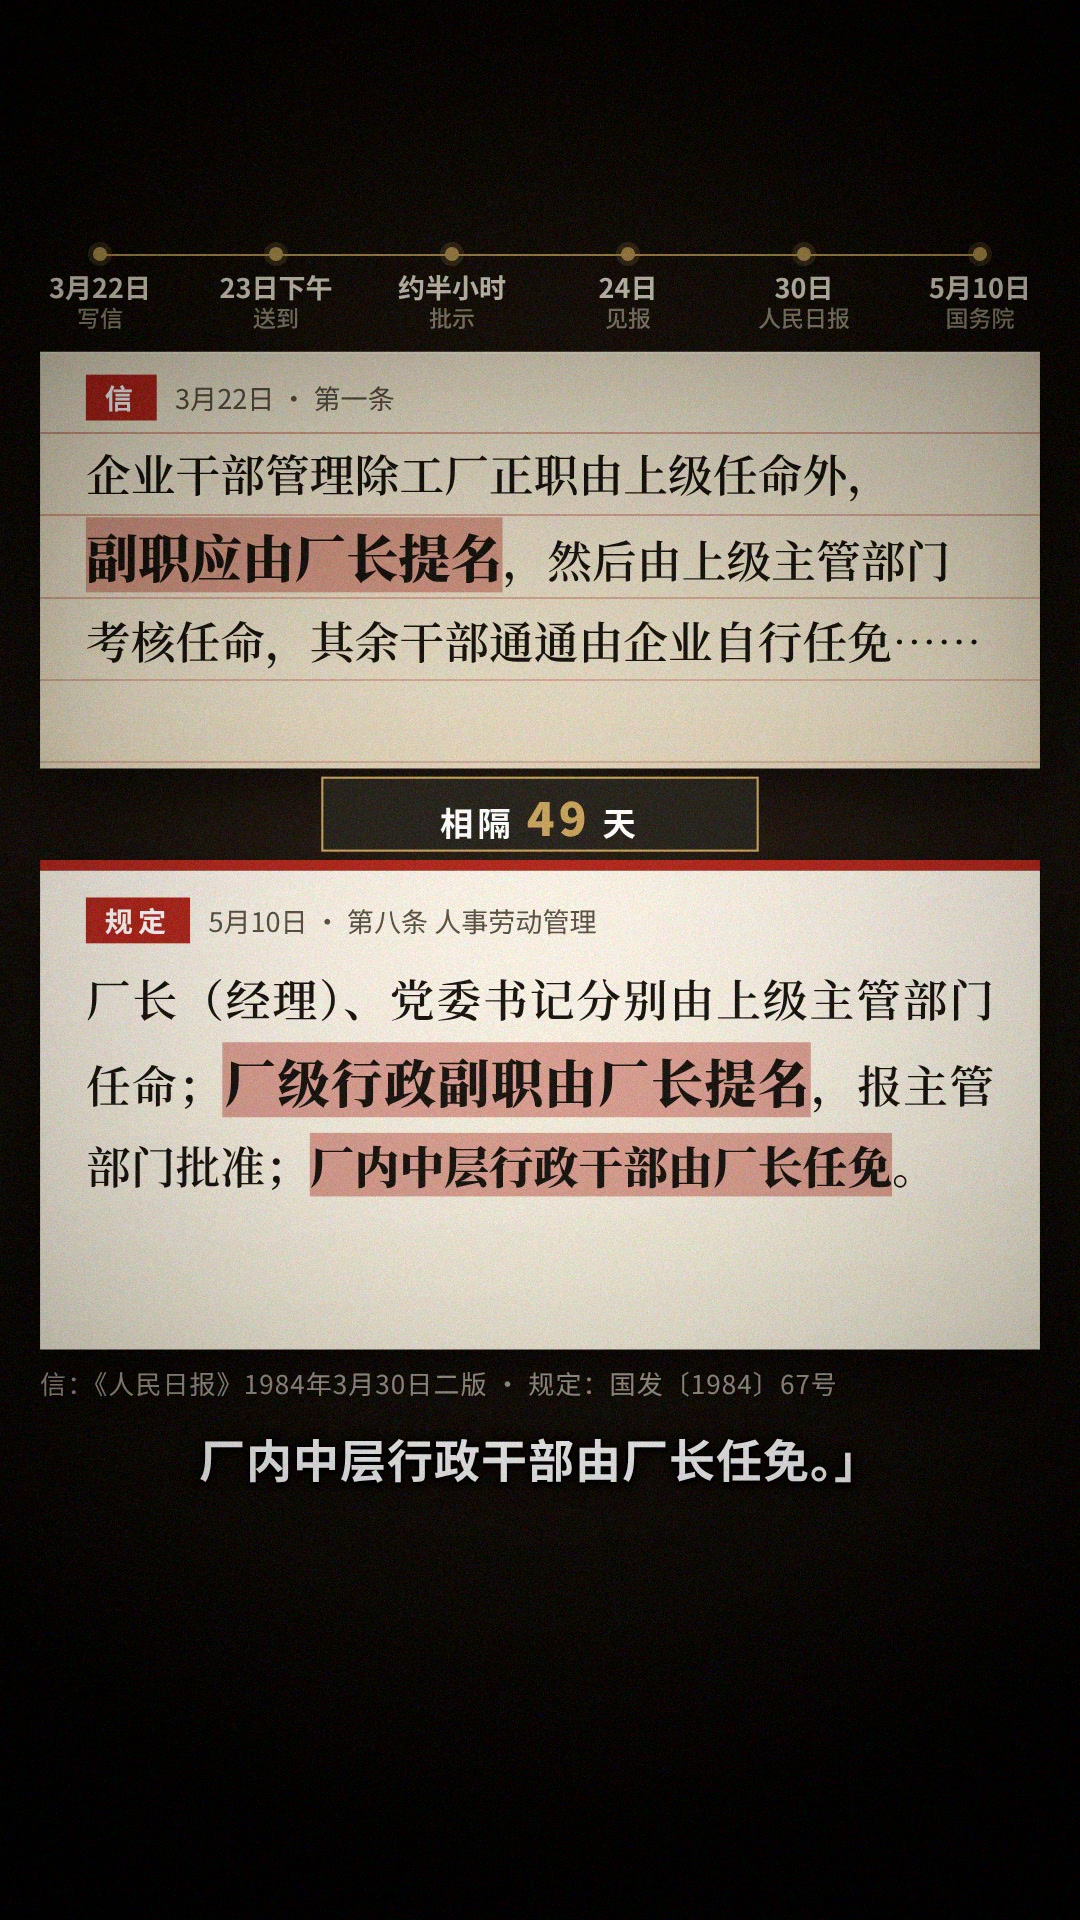 3月22日 23日下午 约半小时 24日 30日 5月10日
写信 送到 批示 见报 人民日报 国务院
信 3月22日 · 第一条
企业干部管理除工厂正职由上级任命外，
副职应由厂长提名，然后由上级主管部门
考核任命，其余干部通通由企业自行任免……
相隔 49 天
规定 5月10日 · 第八条 人事劳动管理
厂长（经理）、党委书记分别由上级主管部门
任命；厂级行政副职由厂长提名，报主管
部门批准；厂内中层行政干部由厂长任免。
信：《人民日报》1984年3月30日二版 · 规定：国发〔1984〕67号
厂内中层行政干部由厂长任免。」